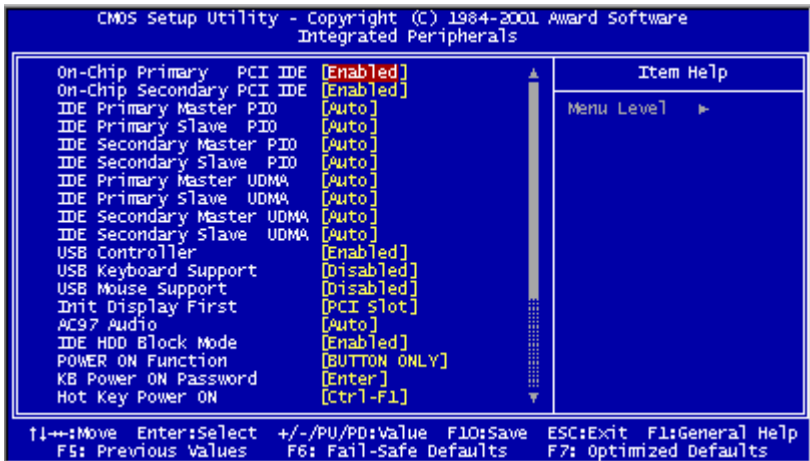 CMOS Setup Utility - Copyright (C) 1984-2001 Award Software
Integrated Peripherals
On-Chip Primary PCI IDE [Enabled]
On-Chip Secondary PCI IDE [Enabled]
IDE Primary Master PIO [Auto]
IDE Primary Slave PIO [Auto]
IDE Secondary Master PIO [Auto]
IDE Secondary Slave PIO [Auto]
IDE Primary Master UDMA [Auto]
IDE Primary Slave UDMA [Auto]
IDE Secondary Master UDMA [Auto]
IDE Secondary Slave UDMA [Auto]
USB Controller [Enabled]
USB Keyboard Support [Disabled]
USB Mouse Support [Disabled]
Init Display First [PCI Slot]
AC97 Audio [Auto]
IDE HDD Block Mode [Enabled]
POWER ON Function [BUTTON ONLY]
KB Power ON Password [Enter]
Hot Key Power ON [Ctrl-F1]
Item Help
Menu Level ►
↑↓→←:Move Enter:Select +/-/PU/PD:Value F10:Save ESC:Exit F1:General Help
F5: Previous Values F6: Fail-Safe Defaults F7: Optimized Defaults